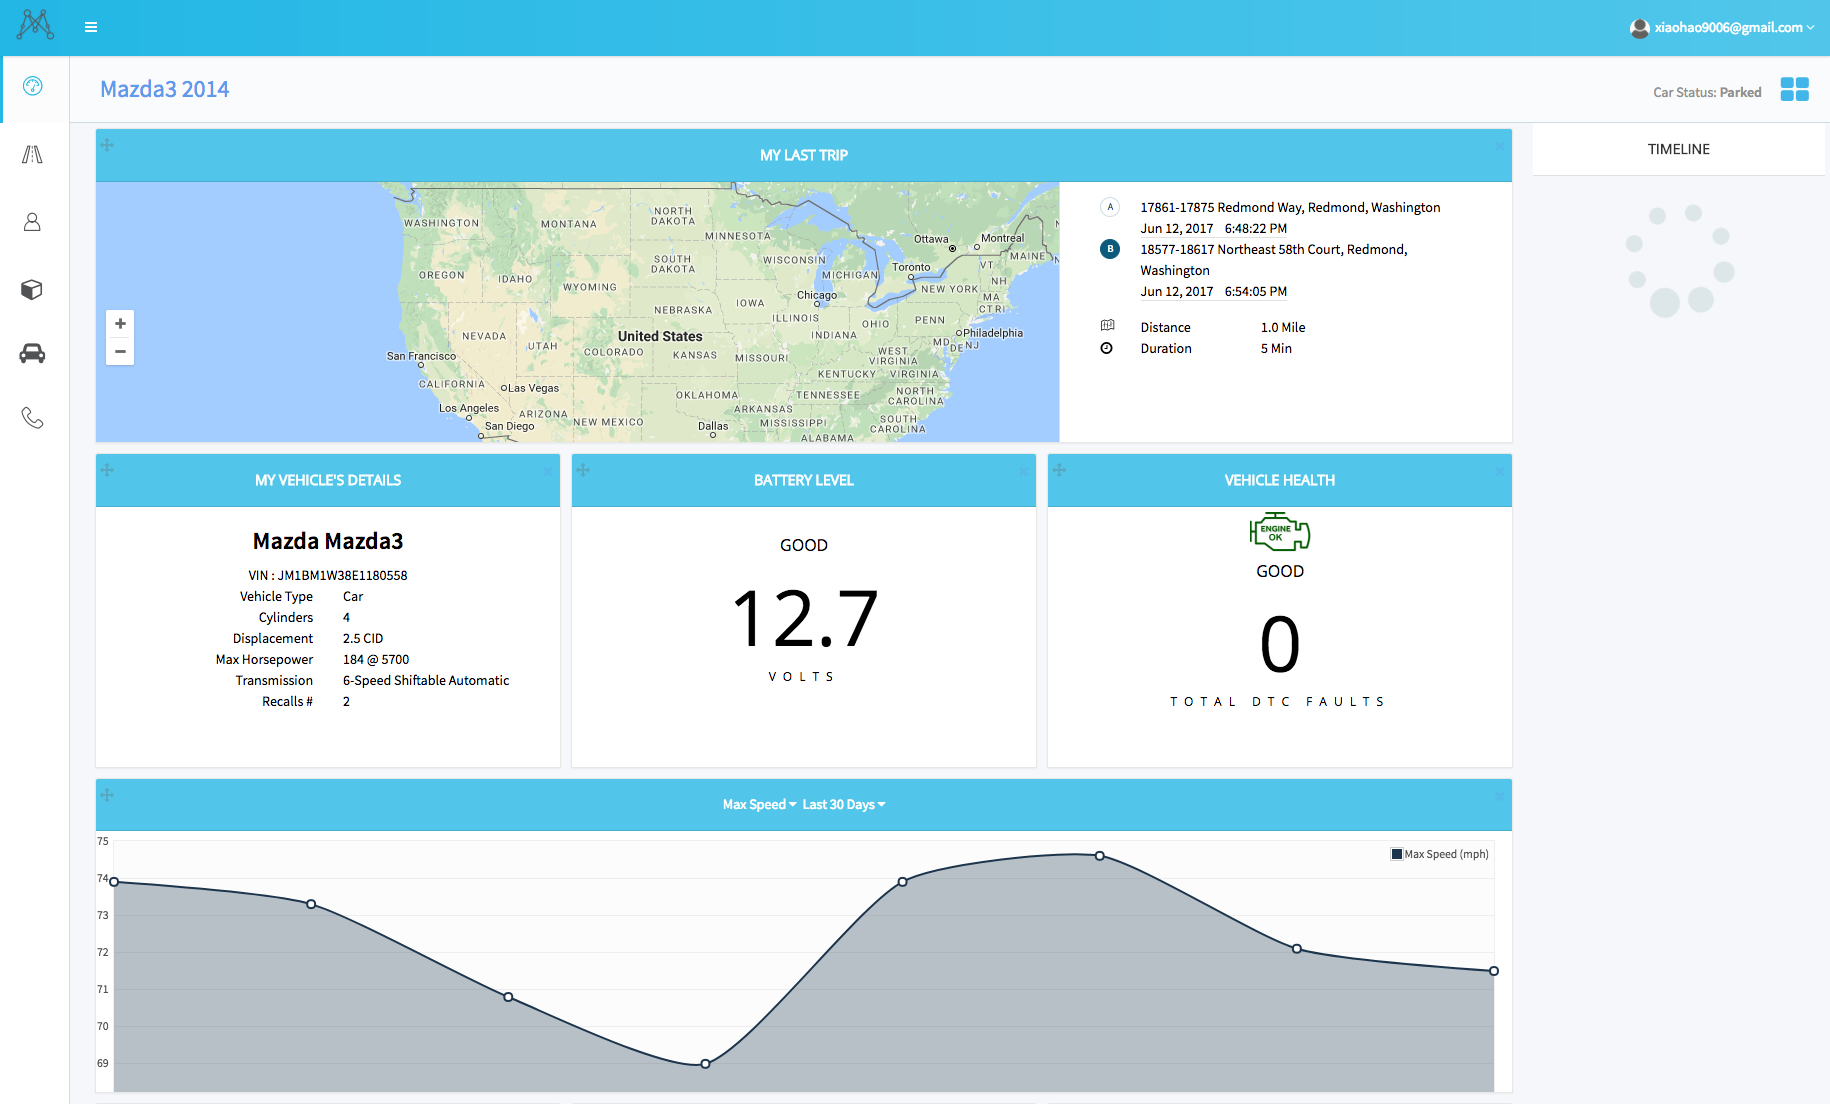 xiaohao9006@gmail.com
Mazda3 2014
Car Status: Parked
MY LAST TRIP
TIMELINE
WASHINGTON
MONTANA
NORTH
DAKOTA
MINNESOTA
Ottawa
Montreal
OREGON
IDAHO
WYOMING
SOUTH
DAKOTA
WISCONSIN
MICHIGAN
Toronto
VT
MAINE
NH
NEW YORK
MA
CT RI
Chicago
IOWA
NEBRASKA
ILLINOIS
INDIANA
OHIO
PENN
Philadelphia
NEVADA
UTAH
United States
COLORADO
KANSAS
MISSOURI
WEST
VIRGINIA
MD
DE
NJ
San Francisco
KENTUCKY
VIRGINIA
CALIFORNIA
Las Vegas
OKLAHOMA
TENNESSEE
NORTH
CAROLINA
Los Angeles
ARIZONA
NEW MEXICO
ARKANSAS
MISSISSIPPI
SOUTH
CAROLINA
San Diego
Dallas
ALABAMA
+
−
A 17861-17875 Redmond Way, Redmond, Washington
Jun 12, 2017 6:48:22 PM
B 18577-18617 Northeast 58th Court, Redmond,
Washington
Jun 12, 2017 6:54:05 PM
Distance 1.0 Mile
Duration 5 Min
MY VEHICLE'S DETAILS
Mazda Mazda3
VIN : JM1BM1W38E1180558
Vehicle Type Car
Cylinders 4
Displacement 2.5 CID
Max Horsepower 184 @ 5700
Transmission 6-Speed Shiftable Automatic
Recalls # 2
BATTERY LEVEL
GOOD
12.7
VOLTS
VEHICLE HEALTH
ENGINE
OK
GOOD
0
TOTAL DTC FAULTS
Max Speed Last 30 Days
Max Speed (mph)
75
74
73
72
71
70
69